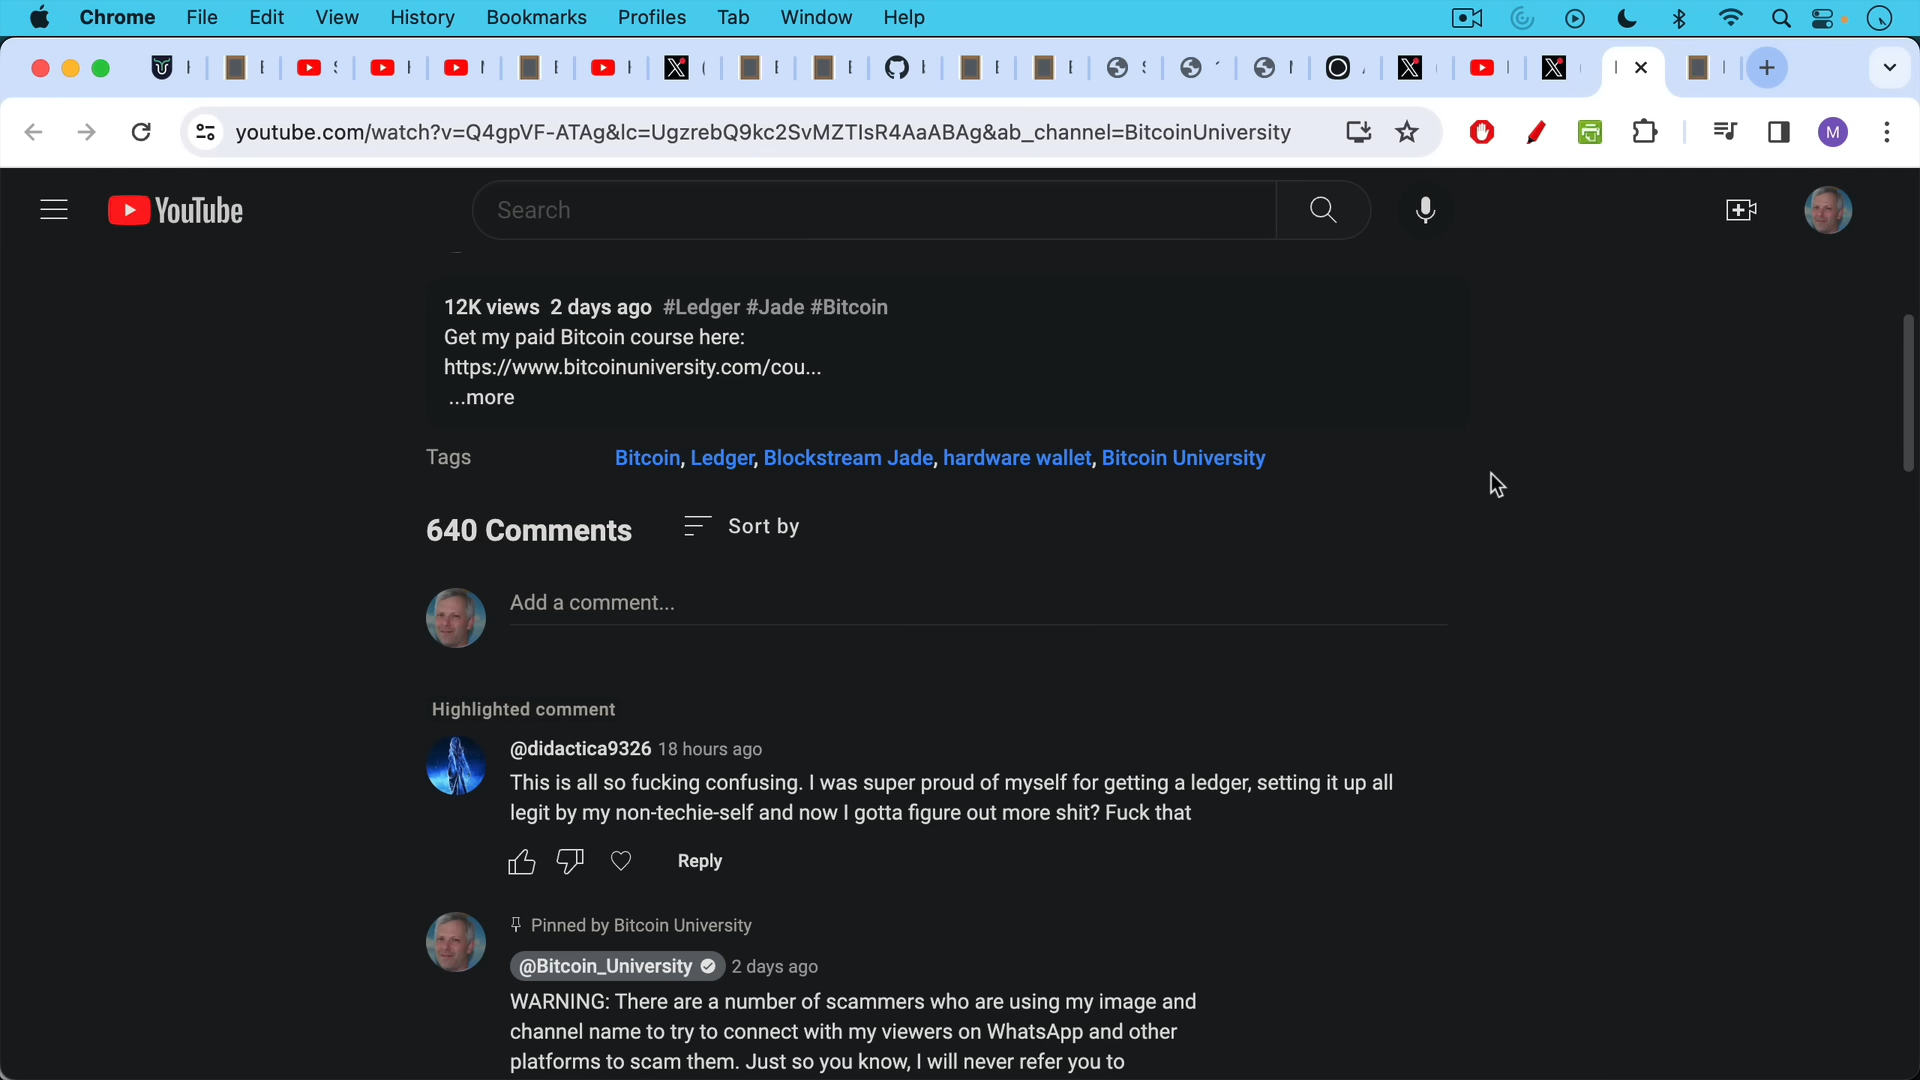 Chrome File Edit View History Bookmarks Profiles Tab Window Help
youtube.com/watch?v=Q4gpVF-ATAg&lc=UgzrebQ9kc2SvMZTIsR4AaABAg&ab_channel=BitcoinUniversity
M
YouTube
Search
12K views 2 days ago #Ledger #Jade #Bitcoin
Get my paid Bitcoin course here:
https://www.bitcoinuniversity.com/cou...
...more
Tags Bitcoin, Ledger, Blockstream Jade, hardware wallet, Bitcoin University
640 Comments Sort by
Add a comment...
Highlighted comment
@didactica9326 18 hours ago
This is all so fucking confusing. I was super proud of myself for getting a ledger, setting it up all
legit by my non-techie-self and now I gotta figure out more shit? Fuck that
Reply
Pinned by Bitcoin University
@Bitcoin_University 2 days ago
WARNING: There are a number of scammers who are using my image and
channel name to try to connect with my viewers on WhatsApp and other
platforms to scam them. Just so you know, I will never refer you to